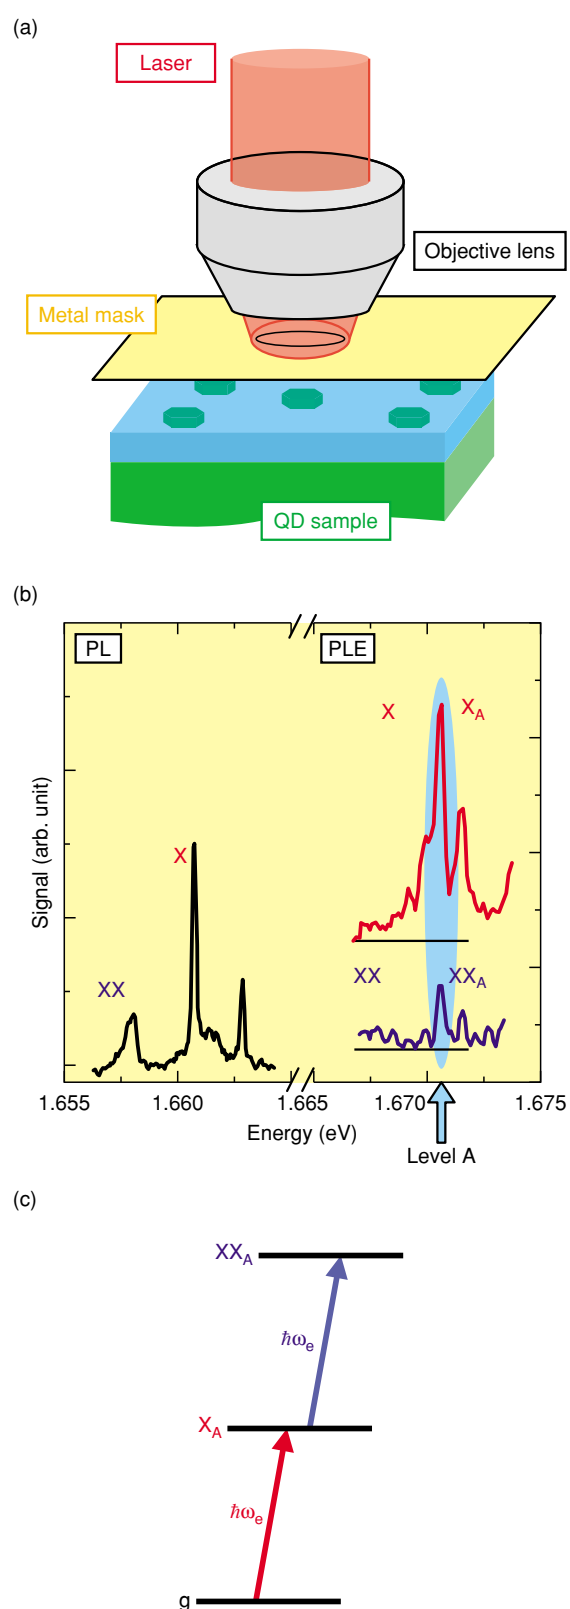 (a)
Laser
Objective lens
Metal mask
QD sample
(b)
PL
PLE
X
X_A
X
XX
XX
XX_A
Signal (arb. unit)
1.655
1.660
1.665
1.670
1.675
Energy (eV)
Level A
(c)
XX_A
ħω_e
X_A
ħω_e
g